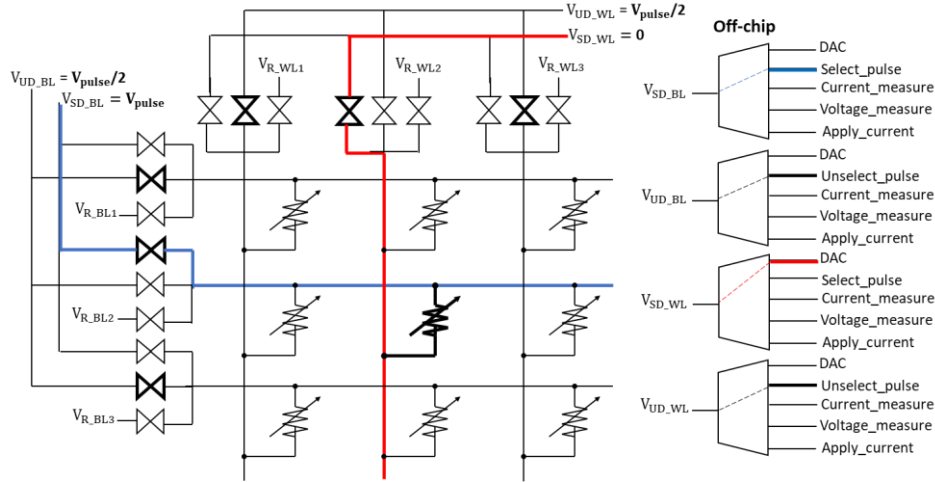 V_UD_WL = V_pulse/2
V_SD_WL = 0
V_R_WL1
V_R_WL2
V_R_WL3
V_UD_BL = V_pulse/2
V_SD_BL = V_pulse
V_R_BL1
V_R_BL2
V_R_BL3
Off-chip
V_SD_BL
DAC
Select_pulse
Current_measure
Voltage_measure
Apply_current
V_UD_BL
DAC
Unselect_pulse
Current_measure
Voltage_measure
Apply_current
V_SD_WL
DAC
Select_pulse
Current_measure
Voltage_measure
Apply_current
V_UD_WL
DAC
Unselect_pulse
Current_measure
Voltage_measure
Apply_current